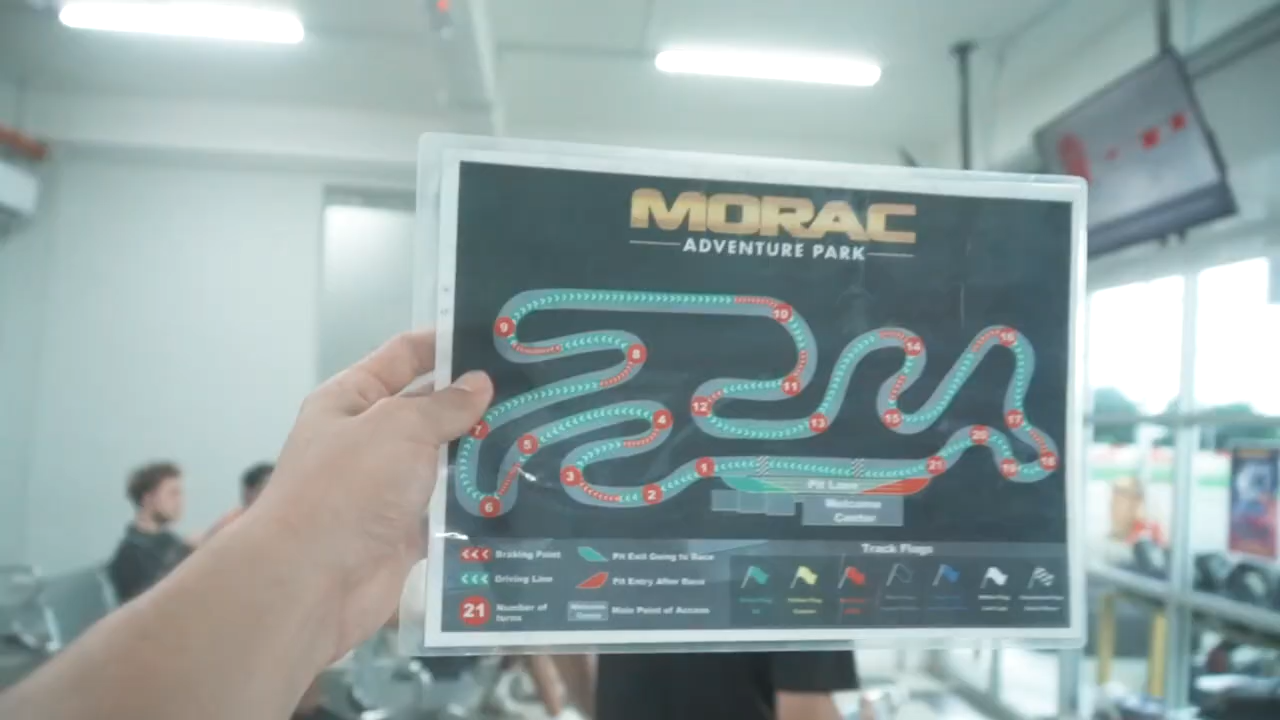 MORAC
ADVENTURE PARK
10
9
14
16
8
11
12
4
15
17
13
7
5
20
21
18
1
19
3
2
6
Pit Lane
Welcome
Center
Braking Point
Pit Exit Going to Race
Track Flags
Driving Line
Pit Entry After Race
21
Number of
turns
Welcome
Center
Main Point of Access